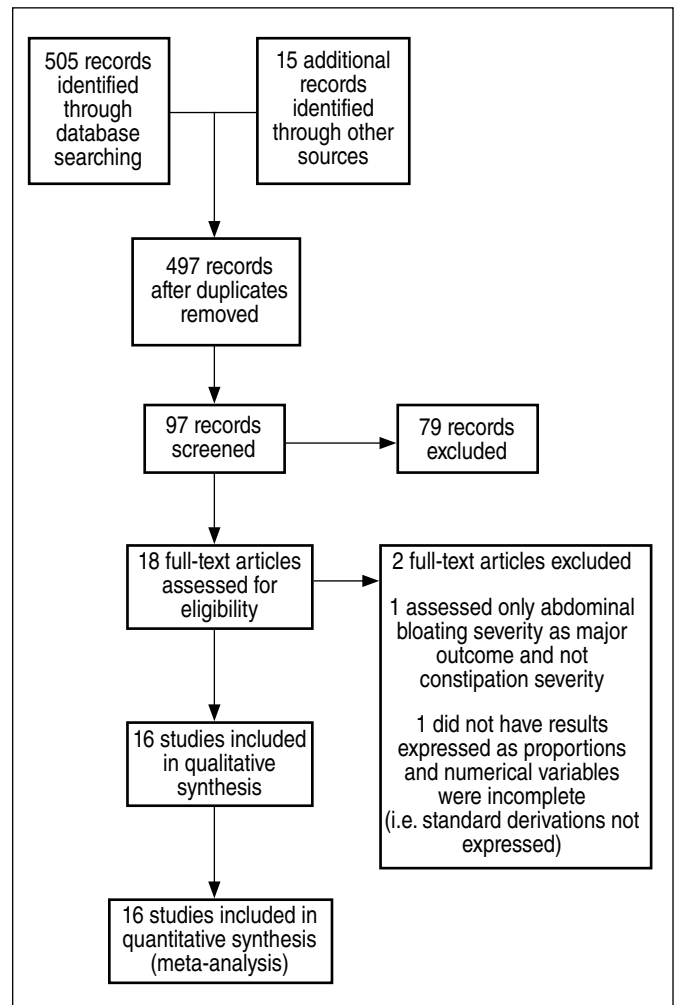 505 records
identified
through
database
searching
15 additional
records
identified
through other
sources
497 records
after duplicates
removed
97 records
screened
79 records
excluded
18 full-text articles
assessed for
eligibility
2 full-text articles excluded
1 assessed only abdominal
bloating severity as major
outcome and not
constipation severity
1 did not have results
expressed as proportions
and numerical variables
were incomplete
(i.e. standard derivations not
expressed)
16 studies included
in qualitative
synthesis
16 studies included in
quantitative synthesis
(meta-analysis)